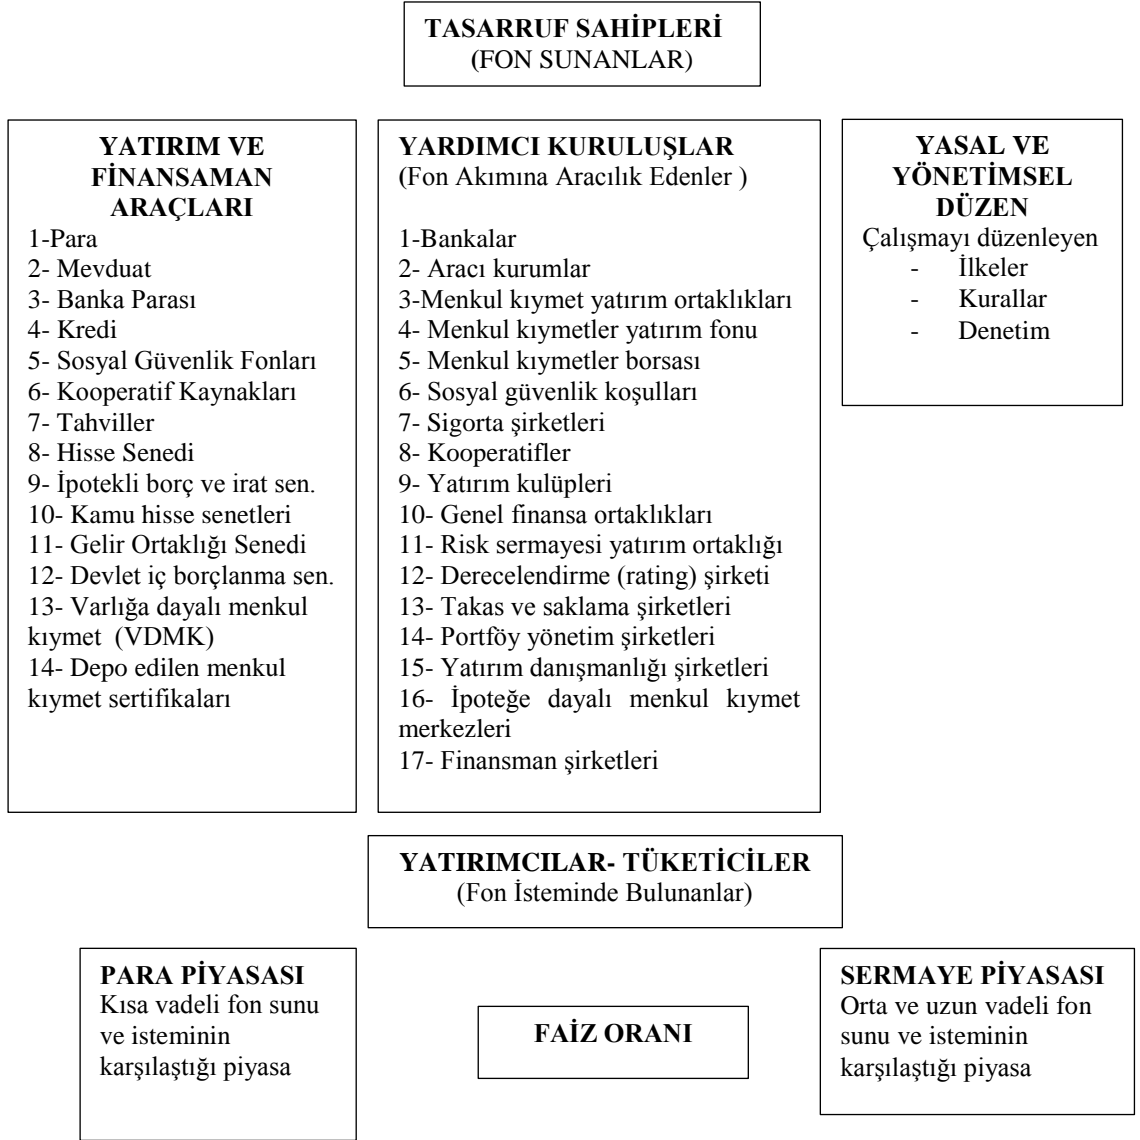 TASARRUF SAHİPLERİ
(FON SUNANLAR)
YATIRIM VE
FİNANSAMAN
ARAÇLARI
1-Para
2- Mevduat
3- Banka Parası
4- Kredi
5- Sosyal Güvenlik Fonları
6- Kooperatif Kaynakları
7- Tahviller
8- Hisse Senedi
9- İpotekli borç ve irat sen.
10- Kamu hisse senetleri
11- Gelir Ortaklığı Senedi
12- Devlet iç borçlanma sen.
13- Varlığa dayalı menkul
kıymet (VDMK)
14- Depo edilen menkul
kıymet sertifikaları
YARDIMCI KURULUŞLAR
(Fon Akımına Aracılık Edenler )
1-Bankalar
2- Aracı kurumlar
3-Menkul kıymet yatırım ortaklıkları
4- Menkul kıymetler yatırım fonu
5- Menkul kıymetler borsası
6- Sosyal güvenlik koşulları
7- Sigorta şirketleri
8- Kooperatifler
9- Yatırım kulüpleri
10- Genel finansa ortaklıkları
11- Risk sermayesi yatırım ortaklığı
12- Derecelendirme (rating) şirketi
13- Takas ve saklama şirketleri
14- Portföy yönetim şirketleri
15- Yatırım danışmanlığı şirketleri
16- İpoteğe dayalı menkul kıymet
merkezleri
17- Finansman şirketleri
YASAL VE
YÖNETİMSEL
DÜZEN
Çalışmayı düzenleyen
- İlkeler
- Kurallar
- Denetim
YATIRIMCILAR- TÜKETİCİLER
(Fon İsteminde Bulunanlar)
PARA PİYASASI
Kısa vadeli fon sunu
ve isteminin
karşılaştığı piyasa
FAİZ ORANI
SERMAYE PİYASASI
Orta ve uzun vadeli fon
sunu ve isteminin
karşılaştığı piyasa